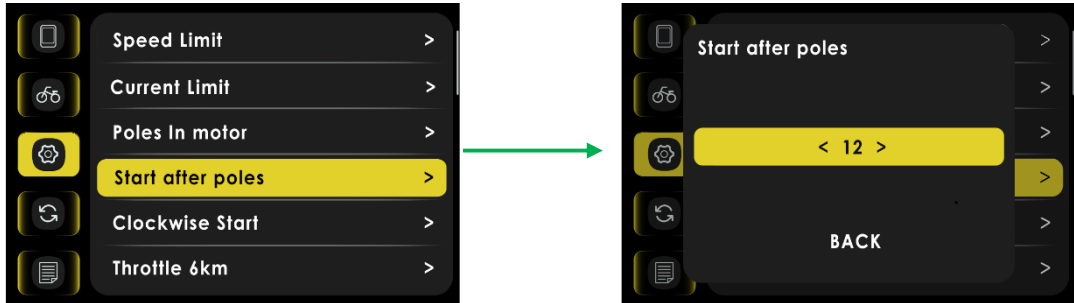 Speed Limit >
Current Limit >
Poles In motor >
Start after poles >
Clockwise Start >
Throttle 6km >
Start after poles
< 12 >
BACK
>
>
>
>
>
>